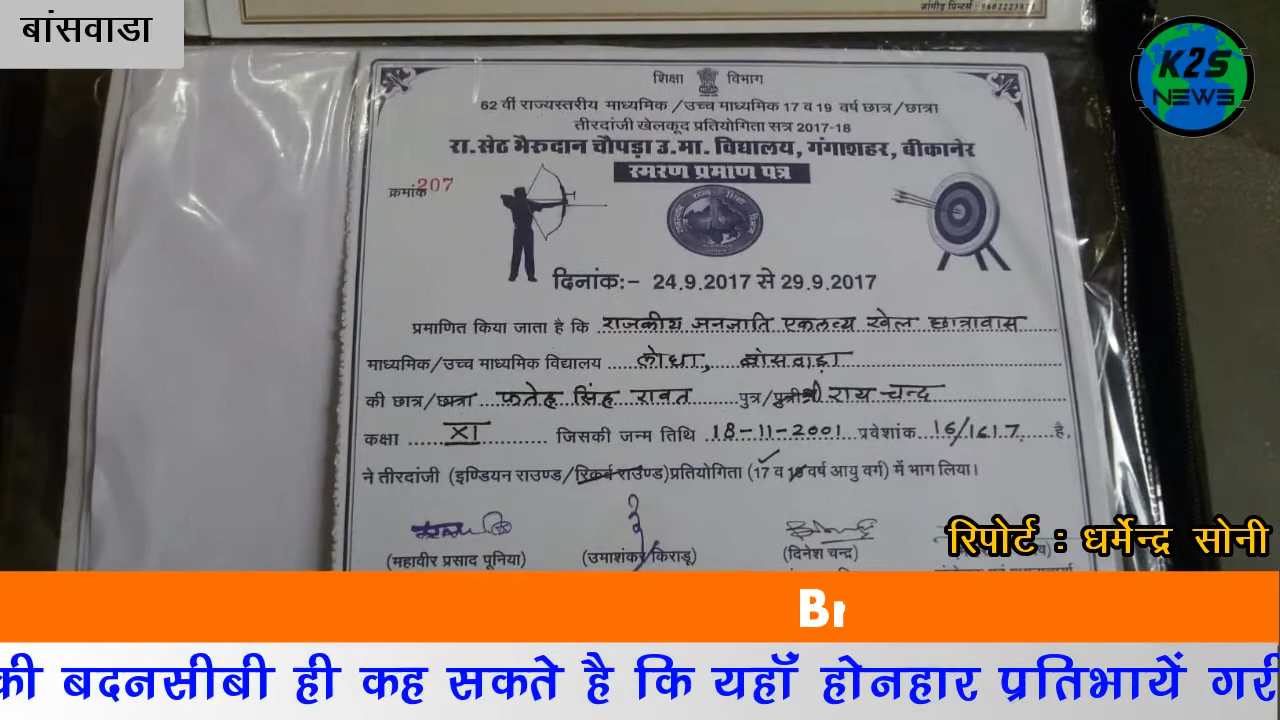 बांसवाडा
जांगीड़ प्रिन्टर्स
K2S
NEWS
शिक्षा विभाग
62 वीं राज्यस्तरीय माध्यमिक / उच्च माध्यमिक 17 व 19 वर्ष छात्र/छात्रा
तीरदांजी खेलकूद प्रतियोगिता सत्र 2017-18
रा.सेठ भैरुदान चौपड़ा उ.मा. विद्यालय, गंगाशहर, बीकानेर
स्मरण प्रमाण पत्र
क्रमांक 207
दिनांक:- 24.9.2017 से 29.9.2017
प्रमाणित किया जाता है कि राजकीय जनजाति एकलव्य खेल छात्रावास
माध्यमिक/उच्च माध्यमिक विद्यालय लोधा, बांसवाड़ा
की छात्र/छात्रा फतेह सिंह रावत पुत्र/पुत्री श्री राय चन्द
कक्षा XI जिसकी जन्म तिथि 18-11-2001 प्रवेशांक 16/1617 है,
ने तीरदांजी (इण्डियन राउण्ड/रिकर्व राउण्ड)प्रतियोगिता (17 व 19 वर्ष आयु वर्ग) में भाग लिया।
(महावीर प्रसाद पूनिया) (उमाशंकर किराडू) (दिनेश चन्द्र)
रिपोर्ट : धर्मेन्द्र सोनी
Br
की बदनसीबी ही कह सकते है कि यहाँ होनहार प्रतिभायें गरी